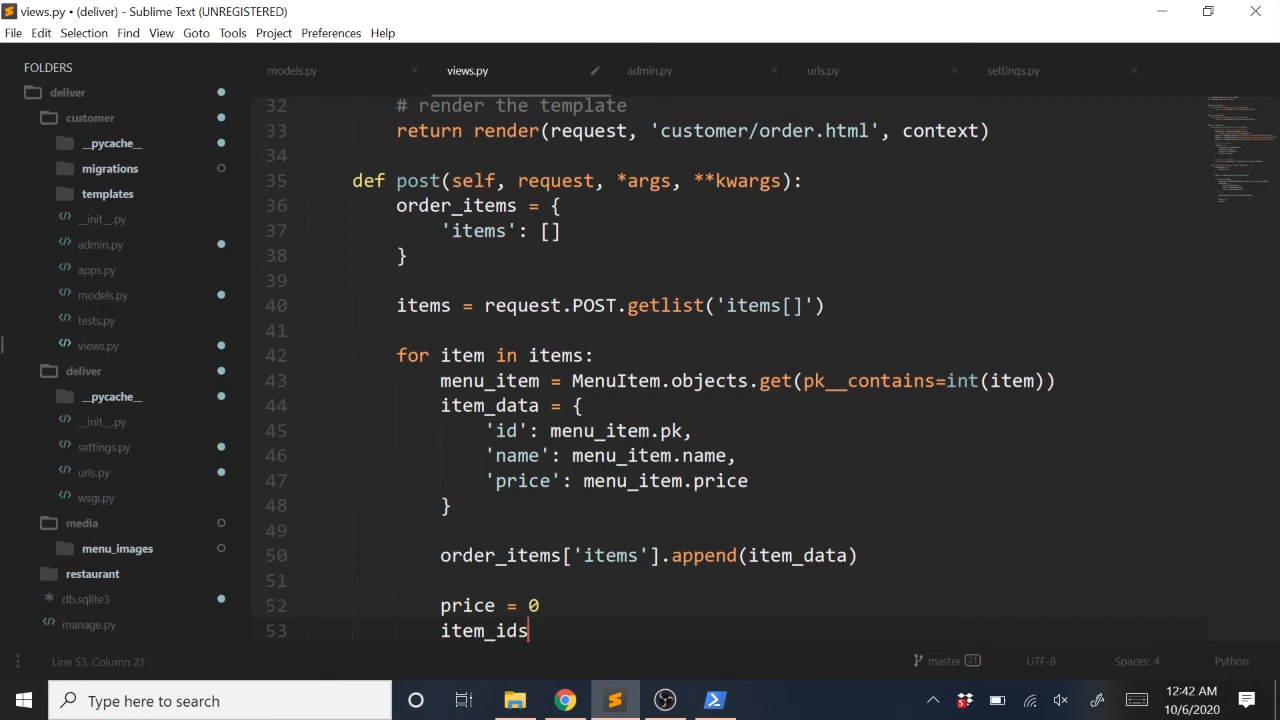 views.py • (deliver) - Sublime Text (UNREGISTERED)
File Edit Selection Find View Goto Tools Project Preferences Help
FOLDERS
deliver
customer
__pycache__
migrations
templates
__init__.py
admin.py
apps.py
models.py
tests.py
views.py
deliver
__pycache__
__init__.py
settings.py
urls.py
wsgi.py
media
menu_images
restaurant
db.sqlite3
manage.py
models.py views.py admin.py urls.py settings.py
32 # render the template
33 return render(request, 'customer/order.html', context)
34
35 def post(self, request, *args, **kwargs):
36 order_items = {
37 'items': []
38 }
39
40 items = request.POST.getlist('items[]')
41
42 for item in items:
43 menu_item = MenuItem.objects.get(pk__contains=int(item))
44 item_data = {
45 'id': menu_item.pk,
46 'name': menu_item.name,
47 'price': menu_item.price
48 }
49
50 order_items['items'].append(item_data)
51
52 price = 0
53 item_ids
Line 53, Column 21 master 21 UTF-8 Spaces: 4 Python
Type here to search
12:42 AM
10/6/2020